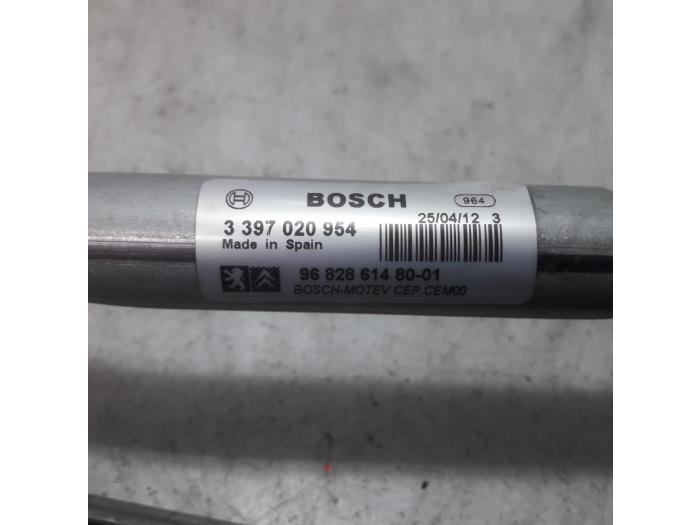 BOSCH 964
25/04/12 3
3 397 020 954
Made in Spain
96 828 614 80-01
BOSCH-MOTEV CEP CEM00